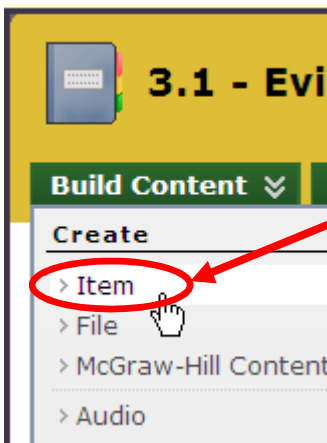 3.1 - Evi
Build Content
Create
> Item
> File
> McGraw-Hill Content
> Audio